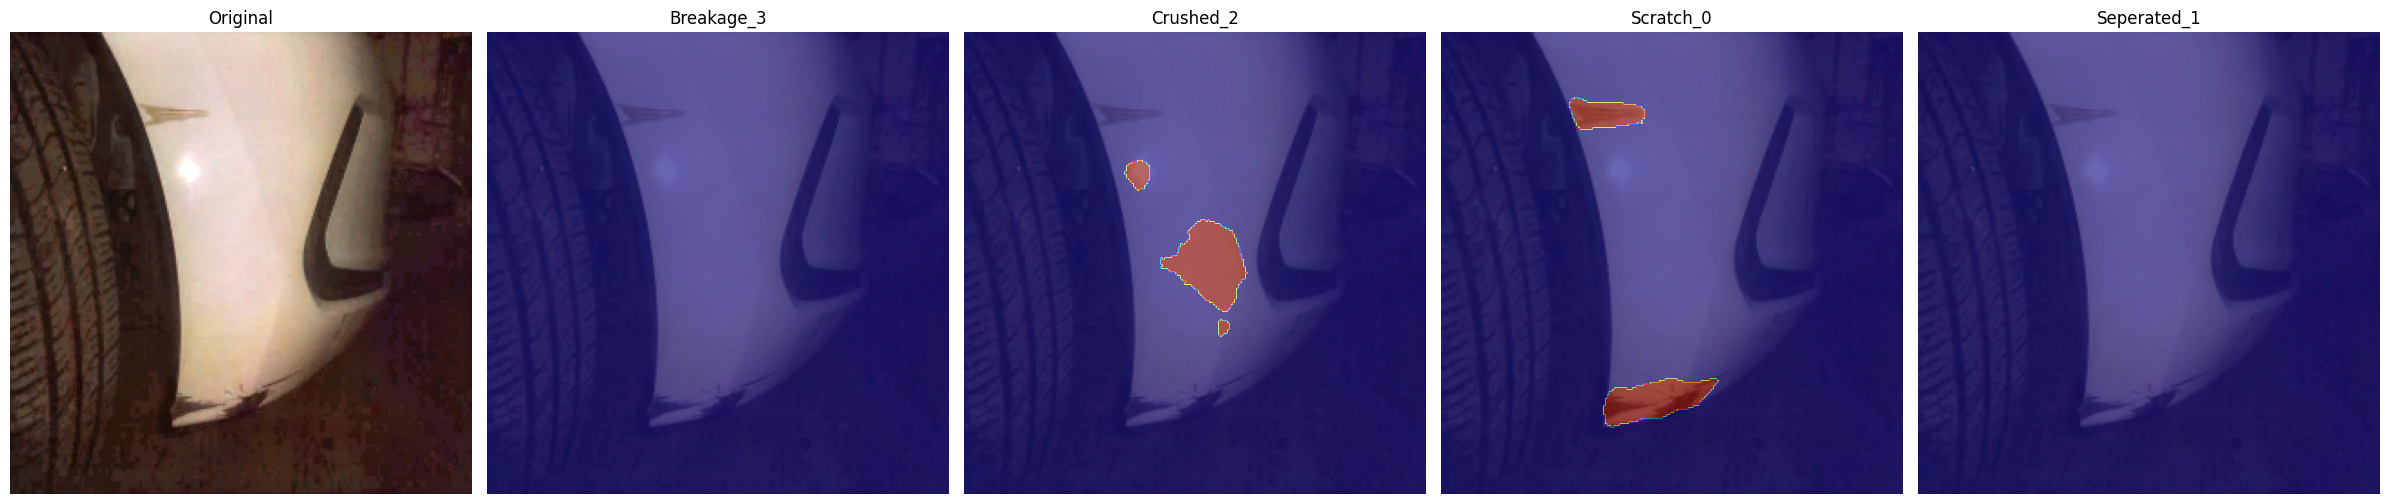 Original
Breakage_3
Crushed_2
Scratch_0
Seperated_1